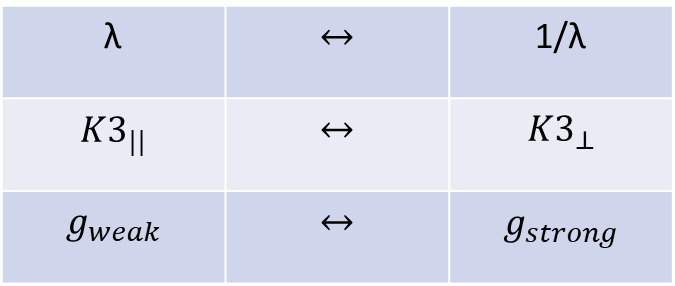 λ ↔ 1/λ
K3|| ↔ K3⊥
gweak ↔ gstrong